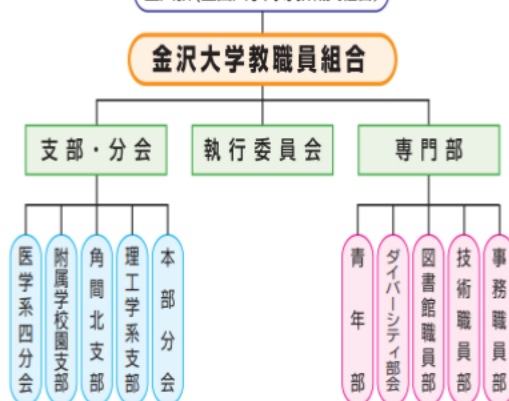 金沢大学教職員組合
支部・分会
執行委員会
専門部
医学系四分会
附属学校園支部
角間北支部
理工学系支部
本部分会
青年部
ダイバーシティ部会
図書館職員部
技術職員部
事務職員部